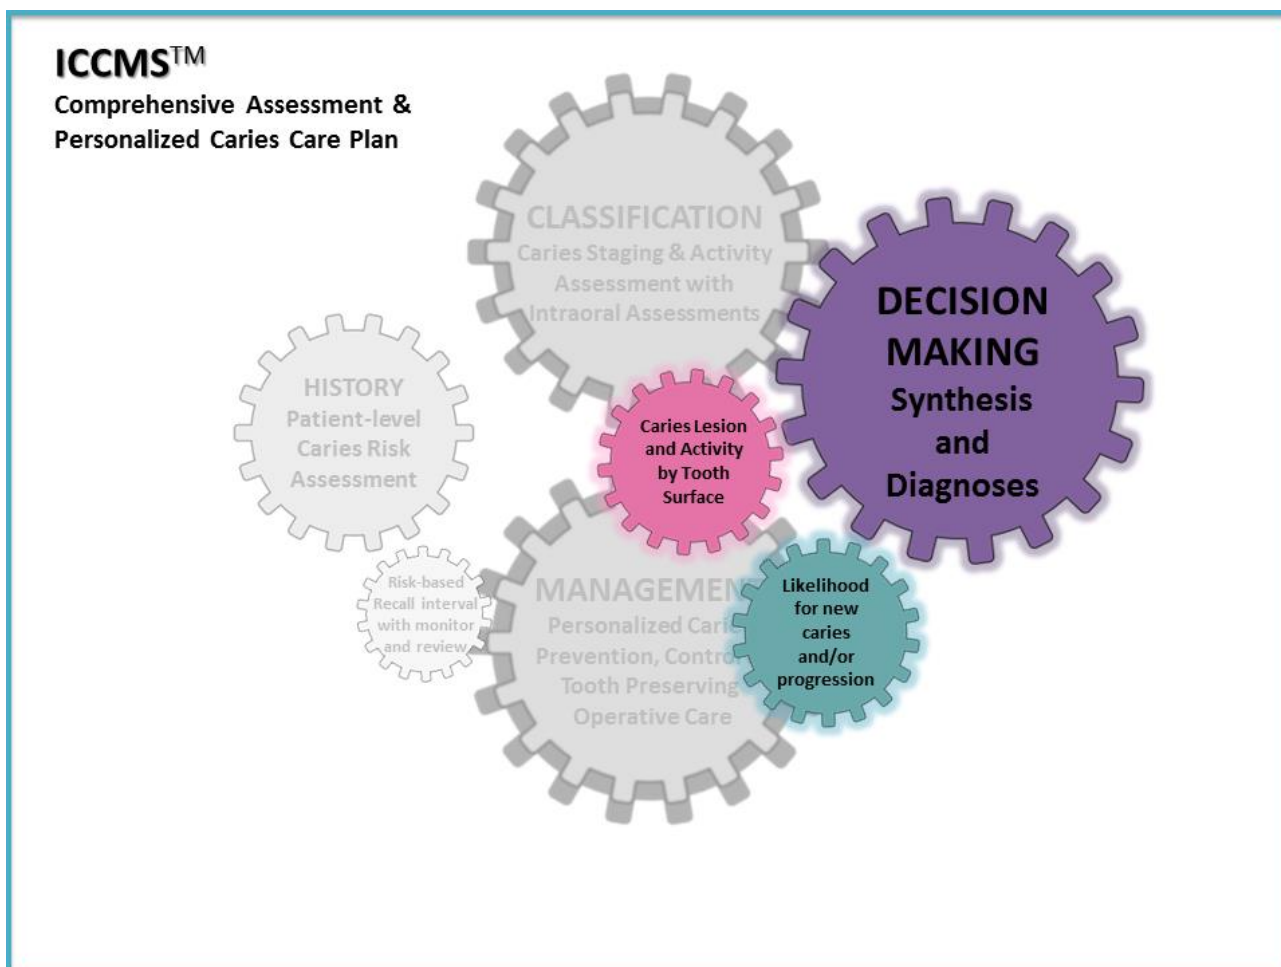 ICCMS™
Comprehensive Assessment &
Personalized Caries Care Plan
CLASSIFICATION
Caries Staging & Activity
Assessment with
Intraoral Assessments
DECISION
MAKING
Synthesis
and
Diagnoses
HISTORY
Patient-level
Caries Risk
Assessment
Caries Lesion
and Activity
by Tooth
Surface
Risk-based
Recall interval
with monitor
and review
MANAGEMEN
Personalized Carie
Prevention, Contro
Tooth Preserving
Operative Care
Likelihood
for new
caries
and/or
progression